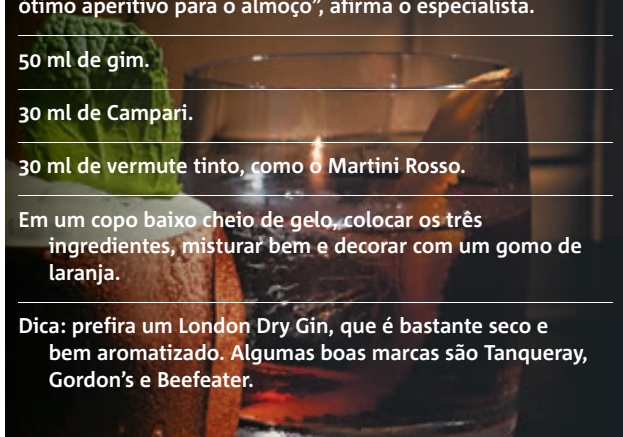 ótimo aperitivo para o almoço”, afirma o especialista.
50 ml de gim.
30 ml de Campari.
30 ml de vermute tinto, como o Martini Rosso.
Em um copo baixo cheio de gelo, colocar os três
ingredientes, misturar bem e decorar com um gomo de
laranja.
Dica: prefira um London Dry Gin, que é bastante seco e
bem aromatizado. Algumas boas marcas são Tanqueray,
Gordon’s e Beefeater.